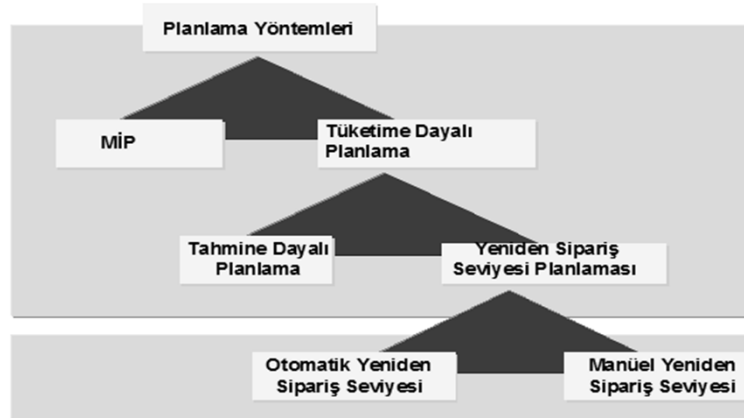 Planlama Yöntemleri
MİP
Tüketime Dayalı
Planlama
Tahmine Dayalı
Planlama
Yeniden Sipariş
Seviyesi Planlaması
Otomatik Yeniden
Sipariş Seviyesi
Manüel Yeniden
Sipariş Seviyesi